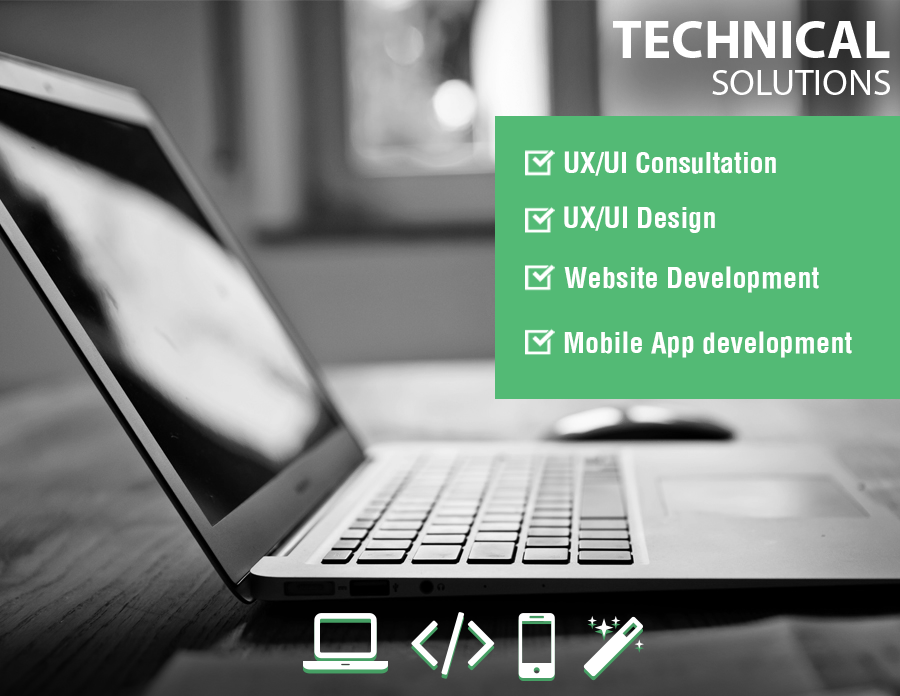 TECHNICAL
SOLUTIONS
UX/UI Consultation
UX/UI Design
Website Development
Mobile App development